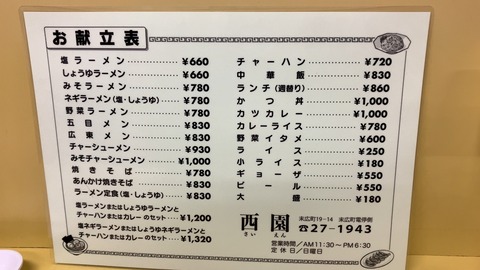 お献立表
塩ラーメン ¥660
しょうゆラーメン ¥660
みそラーメン ¥780
ネギラーメン(塩・しょうゆ) ¥780
野菜ラーメン ¥780
五目メン ¥830
広東メン ¥830
チャーシューメン ¥930
みそチャーシューメン ¥1,000
焼きそば ¥780
あんかけ焼きそば ¥830
ラーメン定食(塩・しょうゆ) ¥830
塩ラーメンまたはしょうゆラーメンと
チャーハンまたはカレーのセット ¥1,200
塩ネギラーメンまたはしょうゆネギラーメンと
チャーハンまたはカレーのセット ¥1,320
チャーハン ¥720
中華飯 ¥830
ランチ(週替り) ¥860
かつ丼 ¥1,000
カツカレー ¥1,000
カレーライス ¥780
野菜イタメ ¥600
ライス ¥250
小ライス ¥180
ギョーザ ¥550
ビール ¥550
大盛 ¥180
西園
さいえん
末広町19-14 末広町電停側
☎27-1943
営業時間/AM11:30~PM6:30
定休日/日曜日